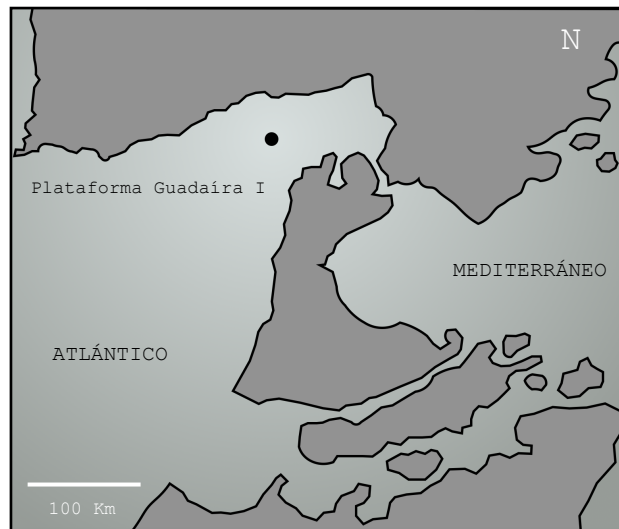 N
Plataforma Guadaíra I
MEDITERRÁNEO
ATLÁNTICO
100 Km